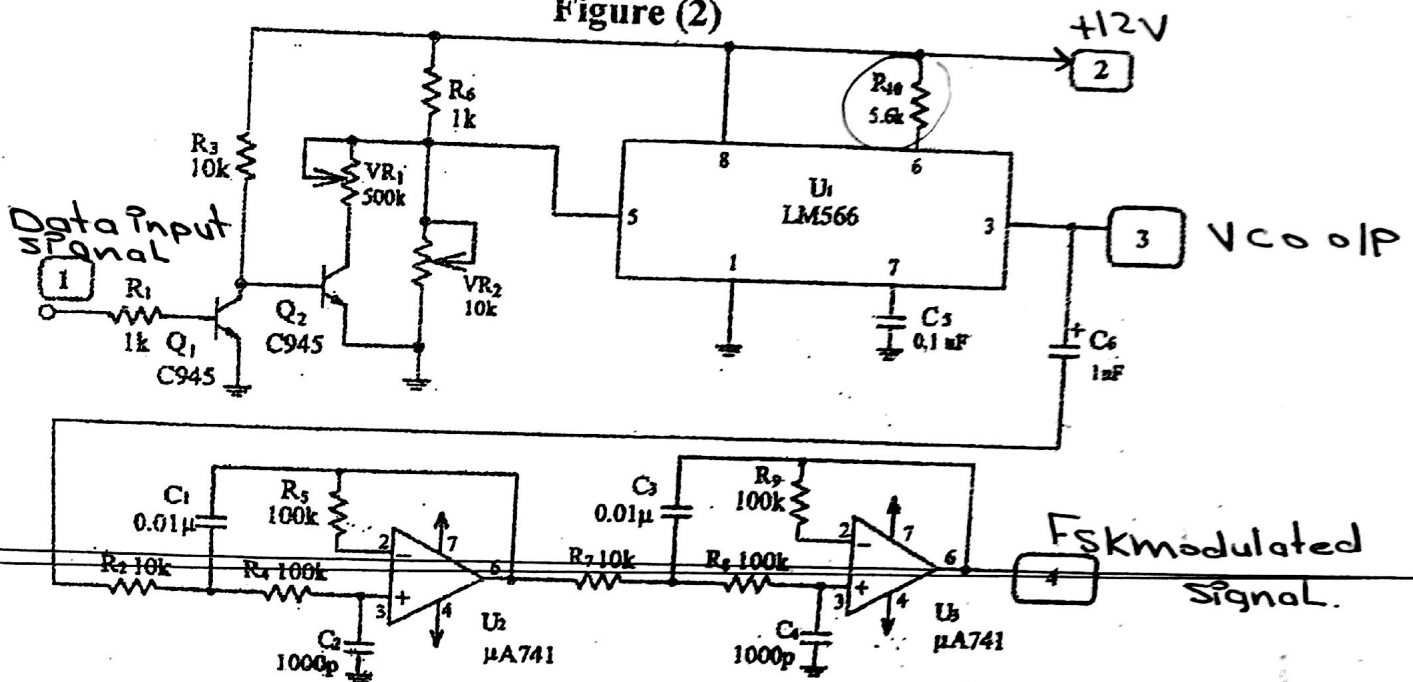 Figure (2)
+12V
2
R6
1k
R10
5.6k
R3
10k
VR1
500k
8
6
U1
LM566
5
3
3
VCO o/P
Data input
signal
1
R1
1k
Q1
C945
Q2
C945
VR2
10k
1
7
C5
0,1 uF
+
C6
1uF
C1
0.01μ
R5
100k
2
-
7
C3
0.01μ
R9
100k
2
-
7
FSK modulated
R2 10k
R4 100k
6
R7 10k
R8 100k
6
4
signal.
3
+
4
U2
μA741
3
+
4
U3
μA741
C2
1000p
C4
1000p